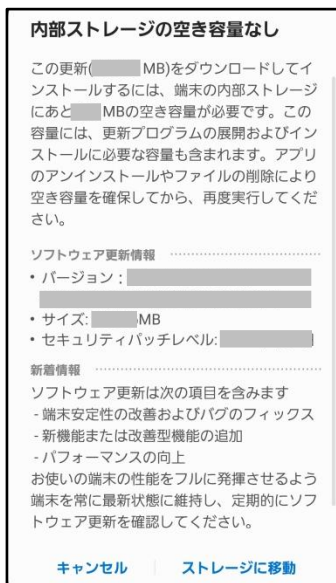 内部ストレージの空き容量なし
この更新( MB)をダウンロードしてイ
ンストールするには、端末の内部ストレージ
にあと MBの空き容量が必要です。この
容量には、更新プログラムの展開およびイン
ストールに必要な容量も含まれます。アプリ
のアンインストールやファイルの削除により
空き容量を確保してから、再度実行してくだ
さい。
ソフトウェア更新情報
・バージョン :
・サイズ: MB
・セキュリティパッチレベル:
新着情報
ソフトウェア更新は次の項目を含みます
- 端末安定性の改善およびバグのフィックス
- 新機能または改善型機能の追加
- パフォーマンスの向上
お使いの端末の性能をフルに発揮させるよう
端末を常に最新状態に維持し、定期的にソフ
トウェア更新を確認してください。
キャンセル ストレージに移動